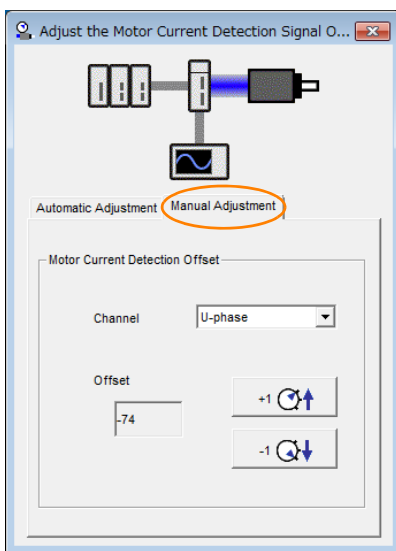 Adjust the Motor Current Detection Signal O...
Automatic Adjustment Manual Adjustment
Motor Current Detection Offset
Channel U-phase
Offset
+1
-74
-1